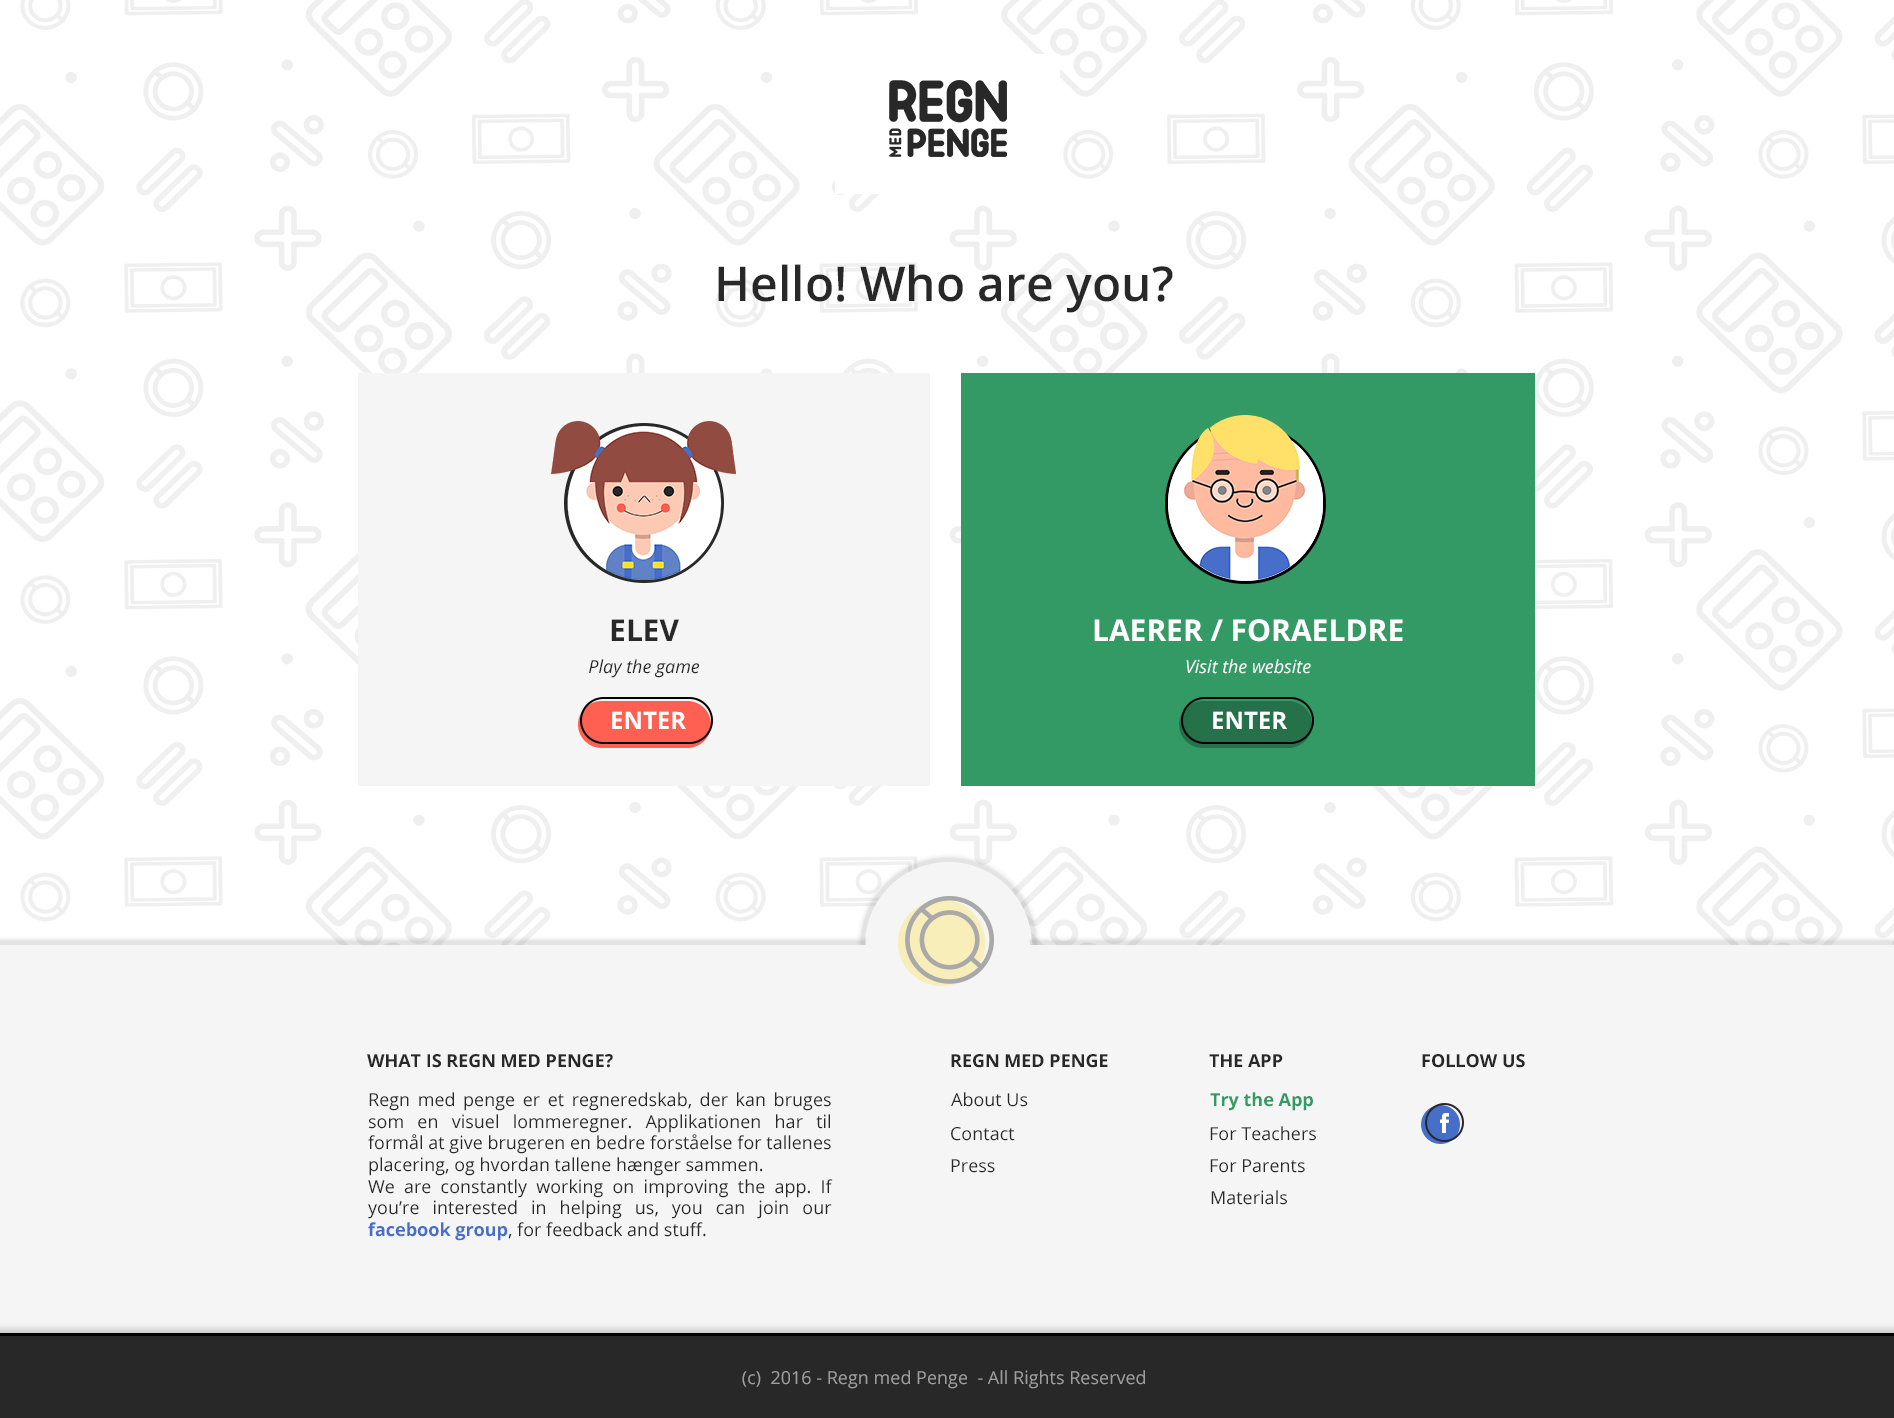 REGN
MED PENGE
Hello! Who are you?
ELEV
Play the game
ENTER
LAERER / FORAELDRE
Visit the website
ENTER
WHAT IS REGN MED PENGE?
Regn med penge er et regneredskab, der kan bruges
som en visuel lommeregner. Applikationen har til
formål at give brugeren en bedre forståelse for tallenes
placering, og hvordan tallene hænger sammen.
We are constantly working on improving the app. If
you’re interested in helping us, you can join our
facebook group, for feedback and stuff.
REGN MED PENGE
About Us
Contact
Press
THE APP
Try the App
For Teachers
For Parents
Materials
FOLLOW US
f
(c) 2016 - Regn med Penge - All Rights Reserved